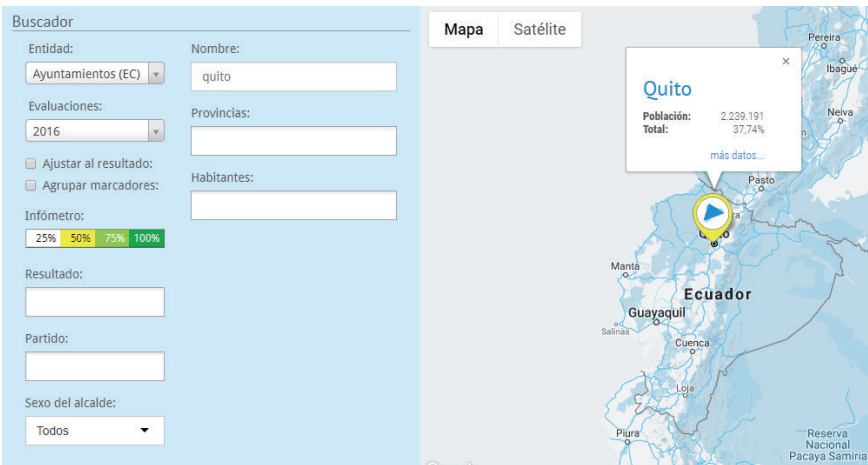 Buscador
Entidad:
Ayuntamientos (EC)
Nombre:
quito
Evaluaciones:
2016
Provincias:
Ajustar al resultado:
Agrupar marcadores:
Habitantes:
Infómetro:
25% 50% 75% 100%
Resultado:
Partido:
Sexo del alcalde:
Todos
Mapa Satélite
Pereira
Ibagué
Quito
Población: 2.239.191
Total: 37,74%
más datos...
Neiva
Pasto
Manta
Ecuador
Guayaquil
Salinas
Cuenca
Loja
Piura
Reserva
Nacional
Pacaya Samiria